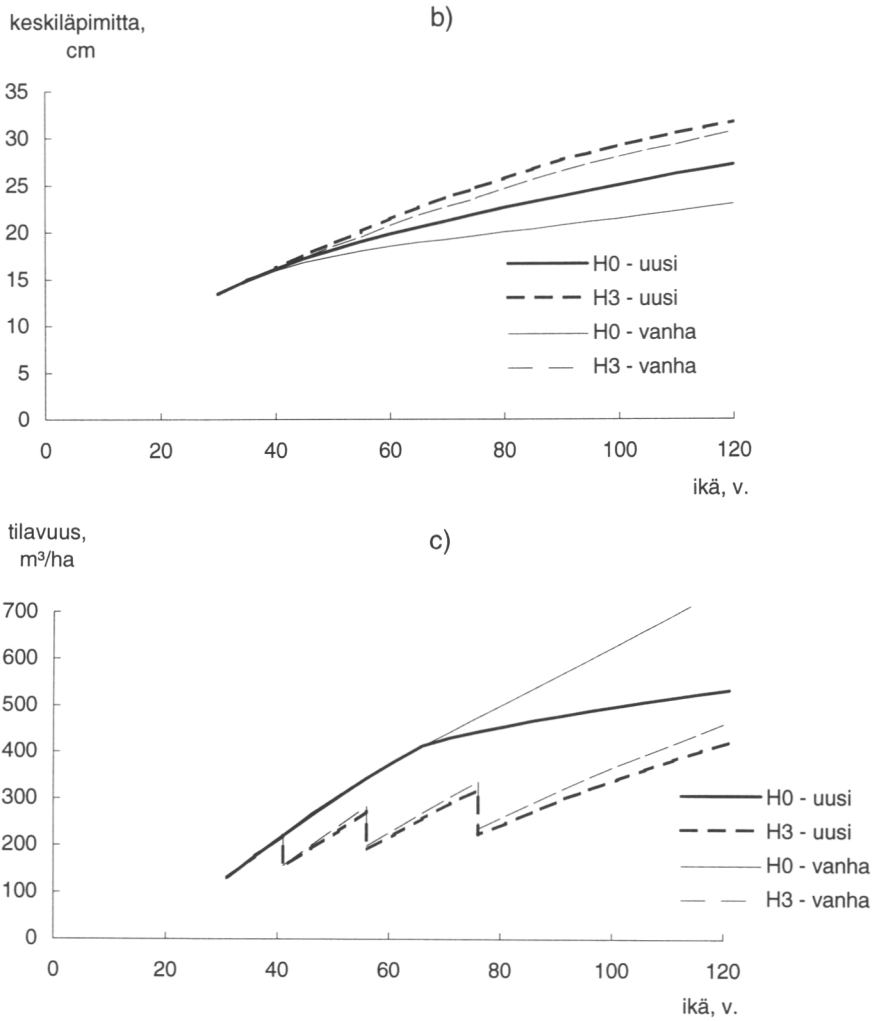 b)
keskiläpimitta,
cm
35
30
25
20
15
10
5
0
H0 - uusi
H3 - uusi
H0 - vanha
H3 - vanha
0 20 40 60 80 100 120
ikä, v.
c)
tilavuus,
m³/ha
700
600
500
400
300
200
100
0
H0 - uusi
H3 - uusi
H0 - vanha
H3 - vanha
0 20 40 60 80 100 120
ikä, v.